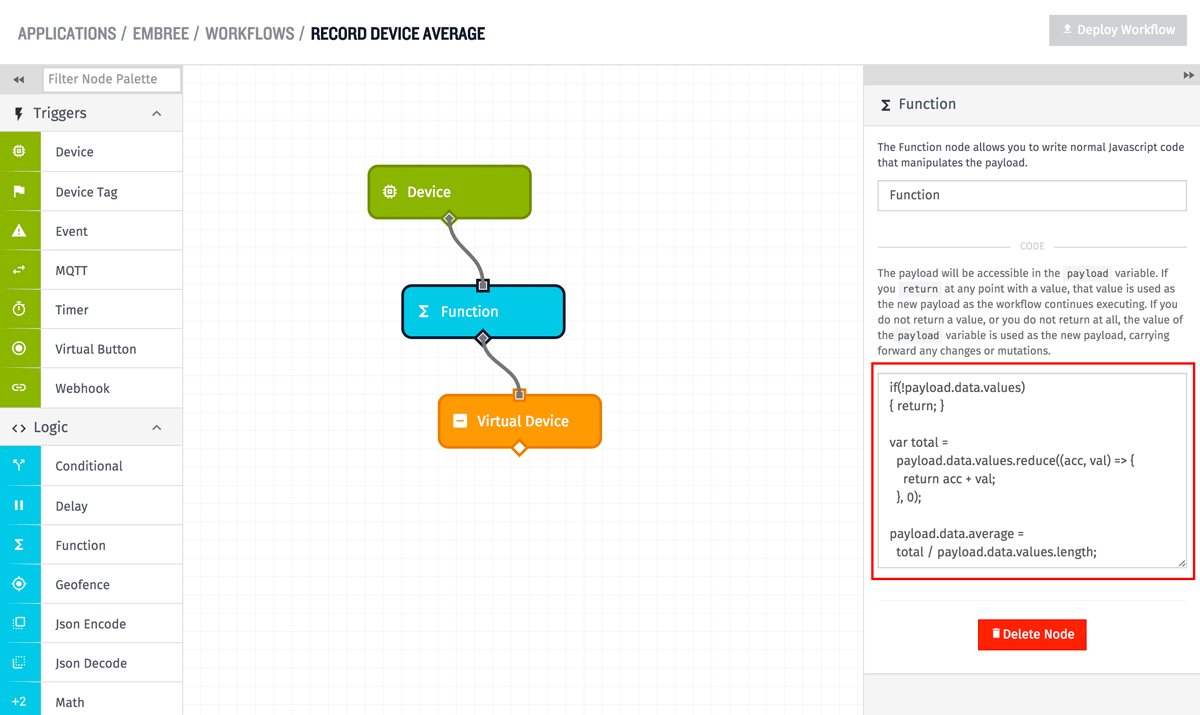 APPLICATIONS / EMBREE / WORKFLOWS / RECORD DEVICE AVERAGE
Deploy Workflow
Filter Node Palette
Triggers
Device
Device Tag
Event
MQTT
Timer
Virtual Button
Webhook
Logic
Conditional
Delay
Function
Geofence
Json Encode
Json Decode
+2 Math
Device
Function
Virtual Device
Function
The Function node allows you to write normal Javascript code
that manipulates the payload.
Function
CODE
The payload will be accessible in the payload variable. If
you return at any point with a value, that value is used as
the new payload as the workflow continues executing. If you
do not return a value, or you do not return at all, the value of
the payload variable is used as the new payload, carrying
forward any changes or mutations.
if(!payload.data.values)
{ return; }
var total =
payload.data.values.reduce((acc, val) => {
return acc + val;
}, 0);
payload.data.average =
total / payload.data.values.length;
Delete Node